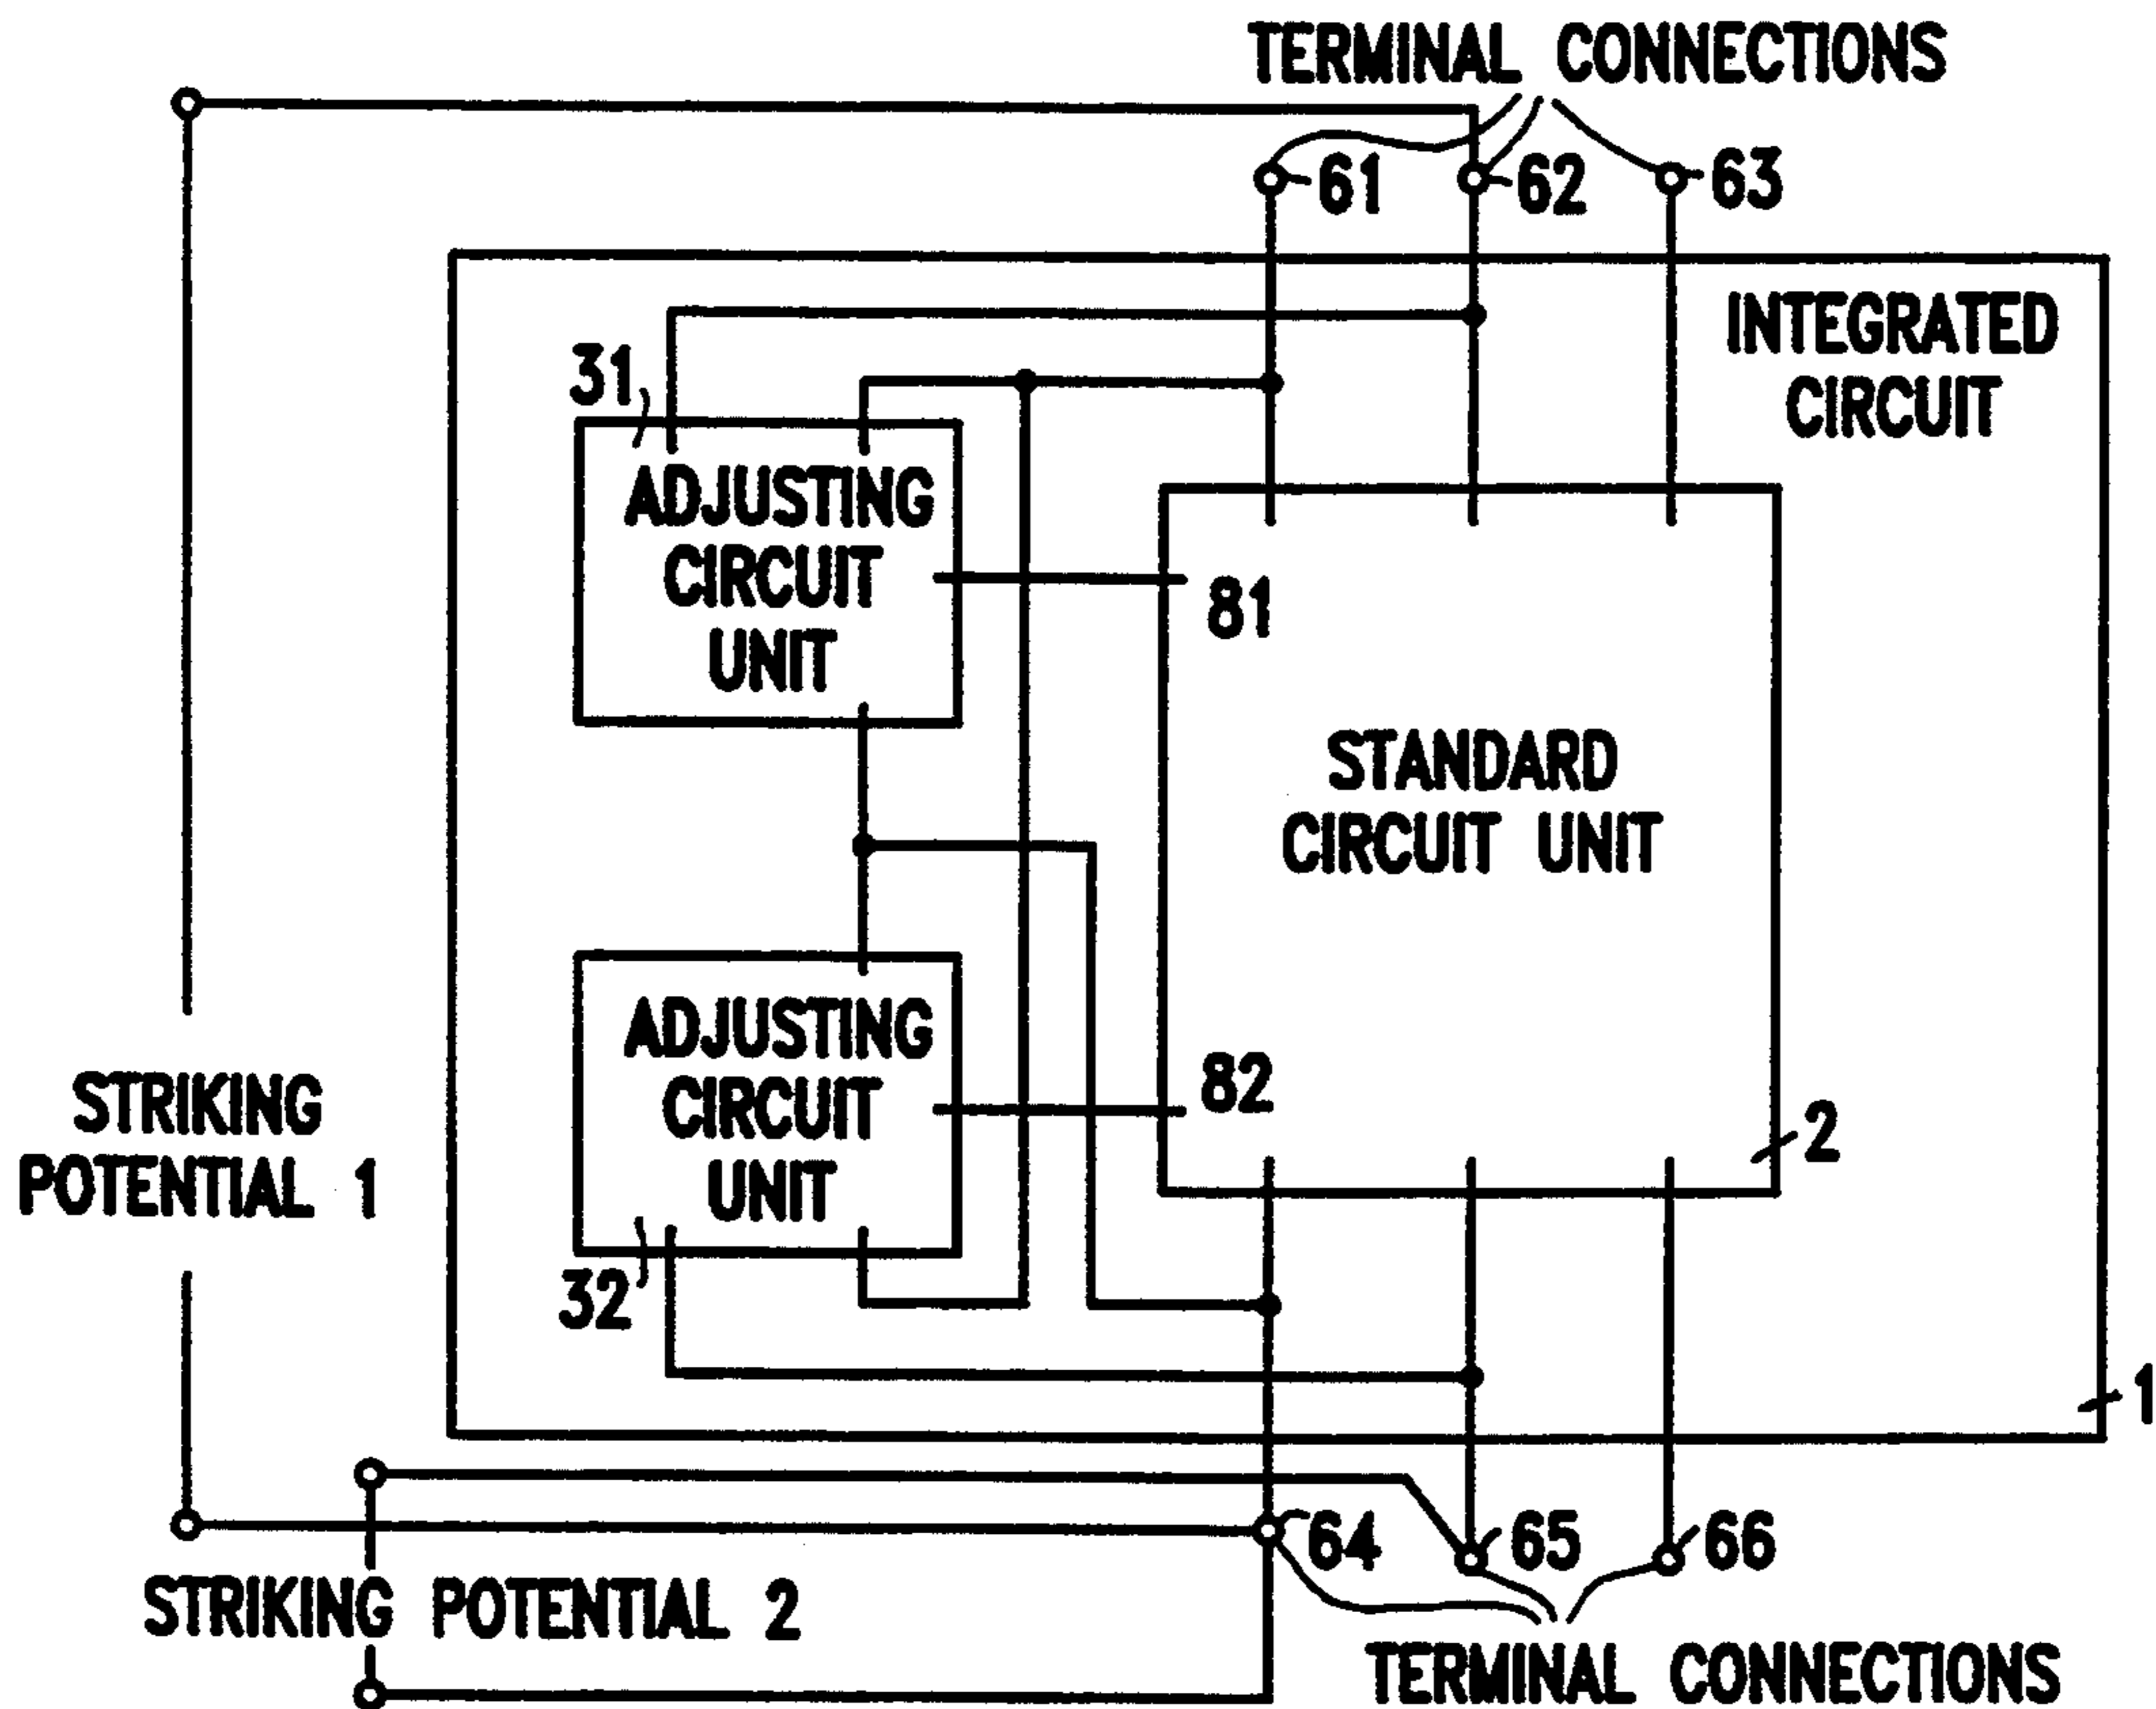 TERMINAL CONNECTIONS
61
62
63
INTEGRATED
CIRCUIT
31
ADJUSTING
CIRCUIT
UNIT
81
STANDARD
CIRCUIT UNIT
ADJUSTING
CIRCUIT
UNIT
82
2
32
STRIKING
POTENTIAL 1
1
64
65
66
STRIKING POTENTIAL 2
TERMINAL CONNECTIONS